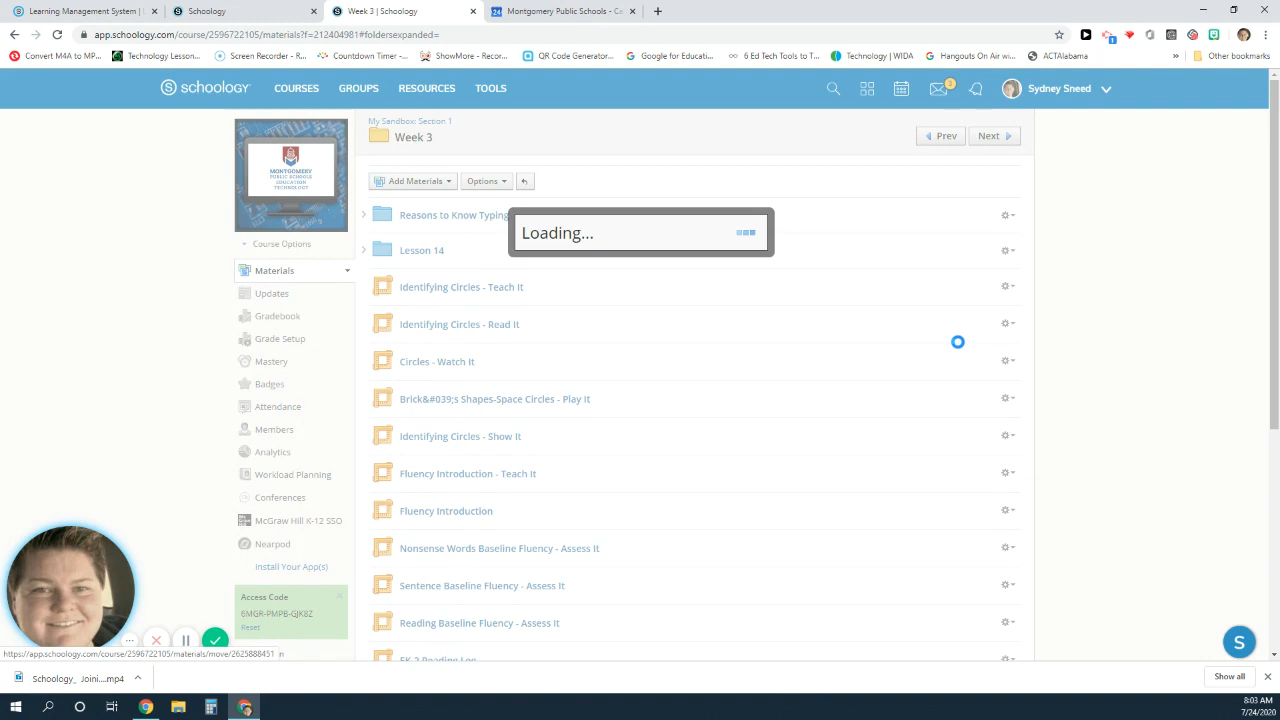 Learning Management System | D
Schoology
Week 3 | Schoology
Montgomery Public Schools - Ca
app.schoology.com/course/2596722105/materials?f=212404981#foldersexpanded=
Convert M4A to MP...
Technology Lesson...
Screen Recorder - R...
Countdown Timer -...
ShowMore - Recordi...
QR Code Generator...
Google for Educati...
6 Ed Tech Tools to T...
Technology | WIDA
Hangouts On Air wi...
ACTAlabama
»
Other bookmarks
S schoology
COURSES
GROUPS
RESOURCES
TOOLS
Sydney Sneed
My Sandbox: Section 1
Week 3
Prev
Next
MONTGOMERY
PUBLIC SCHOOLS
EDUCATION
TECHNOLOGY
Add Materials
Options
Course Options
Materials
Updates
Gradebook
Grade Setup
Mastery
Badges
Attendance
Members
Analytics
Workload Planning
Conferences
McGraw Hill K-12 SSO
Nearpod
Install Your App(s)
Access Code
6MGR-PMPB-GJK8Z
Reset
Reasons to Know Typing
Loading...
Lesson 14
Identifying Circles - Teach It
Identifying Circles - Read It
Circles - Watch It
Brick&#039;s Shapes-Space Circles - Play It
Identifying Circles - Show It
Fluency Introduction - Teach It
Fluency Introduction
Nonsense Words Baseline Fluency - Assess It
Sentence Baseline Fluency - Assess It
Reading Baseline Fluency - Assess It
Reading Log
S
https://app.schoology.com/course/2596722105/materials/move/2625888451
Schoology_ Joini....mp4
Show all
8:03 AM
7/24/2020